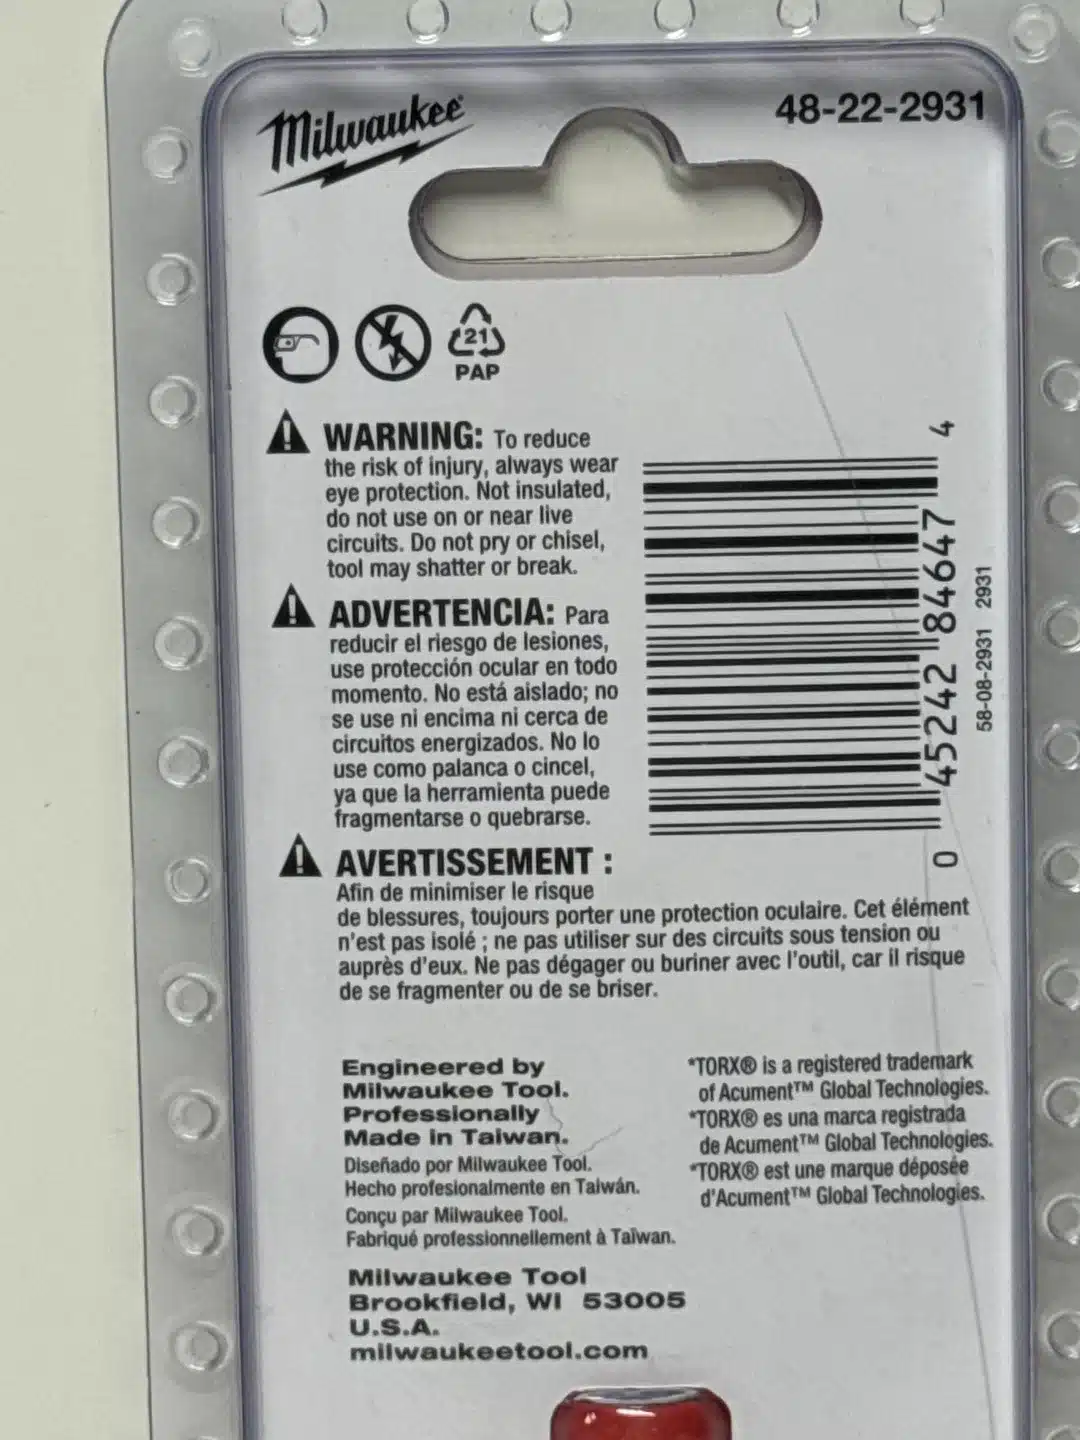 Milwaukee®
48-22-2931
21
PAP
WARNING: To reduce
the risk of injury, always wear
eye protection. Not insulated,
do not use on or near live
circuits. Do not pry or chisel,
tool may shatter or break.
ADVERTENCIA: Para
reducir el riesgo de lesiones,
use protección ocular en todo
momento. No está aislado; no
se use ni encima ni cerca de
circuitos energizados. No lo
use como palanca o cincel,
ya que la herramienta puede
fragmentarse o quebrarse.
AVERTISSEMENT :
Afin de minimiser le risque
de blessures, toujours porter une protection oculaire. Cet élément
n'est pas isolé ; ne pas utiliser sur des circuits sous tension ou
auprès d'eux. Ne pas dégager ou buriner avec l'outil, car il risque
de se fragmenter ou de se briser.
0 45242 84647 4
58-08-2931 2931
Engineered by
Milwaukee Tool.
Professionally
Made in Taiwan.
Diseñado por Milwaukee Tool.
Hecho profesionalmente en Taiwán.
Conçu par Milwaukee Tool.
Fabriqué professionnellement à Taïwan.
*TORX® is a registered trademark
of Acument™ Global Technologies.
*TORX® es una marca registrada
de Acument™ Global Technologies.
*TORX® est une marque déposée
d'Acument™ Global Technologies.
Milwaukee Tool
Brookfield, WI 53005
U.S.A.
milwaukeetool.com